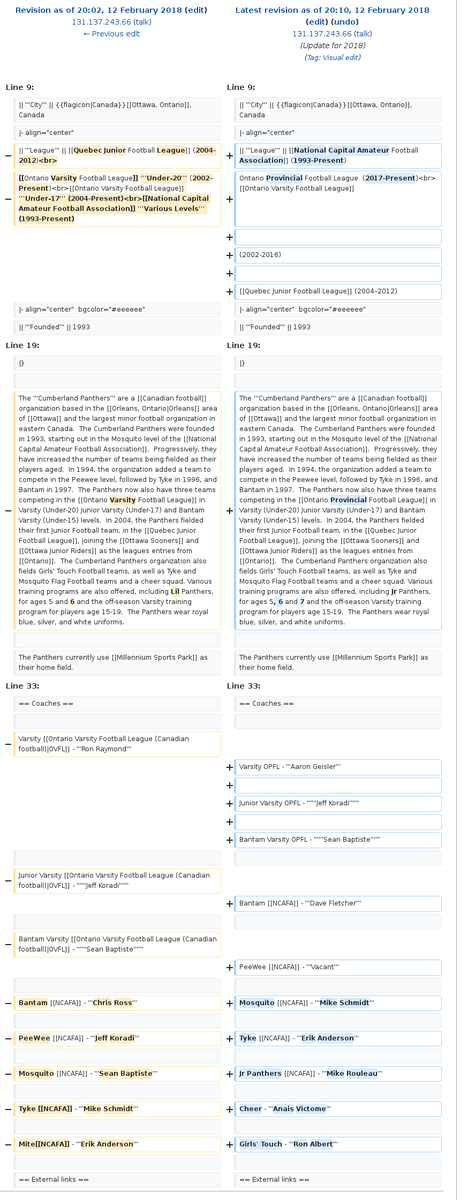 Revision as of 20:02, 12 February 2018 (edit)
131.137.243.66 (talk)
← Previous edit
Latest revision as of 20:10, 12 February 2018
(edit) (undo)
131.137.243.66 (talk)
(Update for 2018)
(Tag: Visual edit)
Line 9:
Line 9:
|| '''City''' || {{flagicon|Canada}}[[Ottawa, Ontario]],
Canada
|| '''City''' || {{flagicon|Canada}}[[Ottawa, Ontario]],
Canada
|- align="center"
|- align="center"
− || '''League''' || [[Quebec Junior Football League]] (2004-
2012)<br>
+ || '''League''' || [[National Capital Amateur Football
Association]] (1993-Present)
− [[Ontario Varsity Football League]] '''Under-20''' (2002-
Present)<br>[[Ontario Varsity Football League]]
'''Under-17''' (2004-Present)<br>[[National Capital
Amateur Football Association]] '''Various Levels'''
(1993-Present)
+ Ontario Provincial Football League (2017-Present)<br>
[[Ontario Varsity Football League]]
+
+ (2002-2016)
+
+ [[Quebec Junior Football League]] (2004–2012)
|- align="center" bgcolor="#eeeeee"
|- align="center" bgcolor="#eeeeee"
|| '''Founded''' || 1993
|| '''Founded''' || 1993
Line 19:
Line 19:
|}
|}
− The '''Cumberland Panthers''' are a [[Canadian football]]
organization based in the [[Orleans, Ontario|Orleans]] area
of [[Ottawa]] and the largest minor football organization in
eastern Canada. The Cumberland Panthers were founded
in 1993, starting out in the Mosquito level of the [[National
Capital Amateur Football Association]]. Progressively, they
have increased the number of teams being fielded as their
players aged. In 1994, the organization added a team to
compete in the Peewee level, followed by Tyke in 1996, and
Bantam in 1997. The Panthers now also have three teams
competing in the [[Ontario Varsity Football League]] in
Varsity (Under-20) Junior Varsity (Under-17) and Bantam
Varsity (Under-15) levels. In 2004, the Panthers fielded
their first Junior Football team, in the [[Quebec Junior
Football League]], joining the [[Ottawa Sooners]] and
[[Ottawa Junior Riders]] as the leagues entries from
[[Ontario]]. The Cumberland Panthers organization also
fields Girls' Touch Football teams, as well as Tyke and
Mosquito Flag Football teams and a cheer squad. Various
training programs are also offered, including Lil Panthers,
for ages 5 and 6 and the off-season Varsity training
program for players age 15-19. The Panthers wear royal
blue, silver, and white uniforms.
+ The '''Cumberland Panthers''' are a [[Canadian football]]
organization based in the [[Orleans, Ontario|Orleans]] area
of [[Ottawa]] and the largest minor football organization in
eastern Canada. The Cumberland Panthers were founded
in 1993, starting out in the Mosquito level of the [[National
Capital Amateur Football Association]]. Progressively, they
have increased the number of teams being fielded as their
players aged. In 1994, the organization added a team to
compete in the Peewee level, followed by Tyke in 1996, and
Bantam in 1997. The Panthers now also have three teams
competing in the [[Ontario Provincial Football League]] in
Varsity (Under-20) Junior Varsity (Under-17) and Bantam
Varsity (Under-15) levels. In 2004, the Panthers fielded
their first Junior Football team, in the [[Quebec Junior
Football League]], joining the [[Ottawa Sooners]] and
[[Ottawa Junior Riders]] as the leagues entries from
[[Ontario]]. The Cumberland Panthers organization also
fields Girls' Touch Football teams, as well as Tyke and
Mosquito Flag Football teams and a cheer squad. Various
training programs are also offered, including Jr Panthers,
for ages 5, 6 and 7 and the off-season Varsity training
program for players age 15-19. The Panthers wear royal
blue, silver, and white uniforms.
The Panthers currently use [[Millennium Sports Park]] as
their home field.
The Panthers currently use [[Millennium Sports Park]] as
their home field.
Line 33:
Line 33:
== Coaches ==
== Coaches ==
− Varsity [[Ontario Varsity Football League (Canadian
football)|OVFL]] - '''Ron Raymond'''
+ Varsity OPFL - '''Aaron Geisler'''
+
+ Junior Varsity OPFL - '''''Jeff Koradi'''''
+
+ Bantam Varsity OPFL - '''''Sean Baptiste'''''
− Junior Varsity [[Ontario Varsity Football League (Canadian
football)|OVFL]] - '''''Jeff Koradi'''''
+ Bantam [[NCAFA]] - '''Dave Fletcher'''
− Bantam Varsity [[Ontario Varsity Football League (Canadian
football)|OVFL]] - '''''Sean Baptiste'''''
+ PeeWee [[NCAFA]] - '''Vacant'''
− Bantam [[NCAFA]] - '''Chris Ross'''
+ Mosquito [[NCAFA]] - '''Mike Schmidt'''
− PeeWee [[NCAFA]] - '''Jeff Koradi'''
+ Tyke [[NCAFA]] - '''Erik Anderson'''
− Mosquito [[NCAFA]] - '''Sean Baptiste'''
+ Jr Panthers [[NCAFA]] - '''Mike Rouleau'''
− Tyke [[NCAFA]] - '''Mike Schmidt'''
+ Cheer - '''Anais Victome'''
− Mite[[NCAFA]] - '''Erik Anderson'''
+ Girls' Touch - '''Ron Albert'''
== External links ==
== External links ==